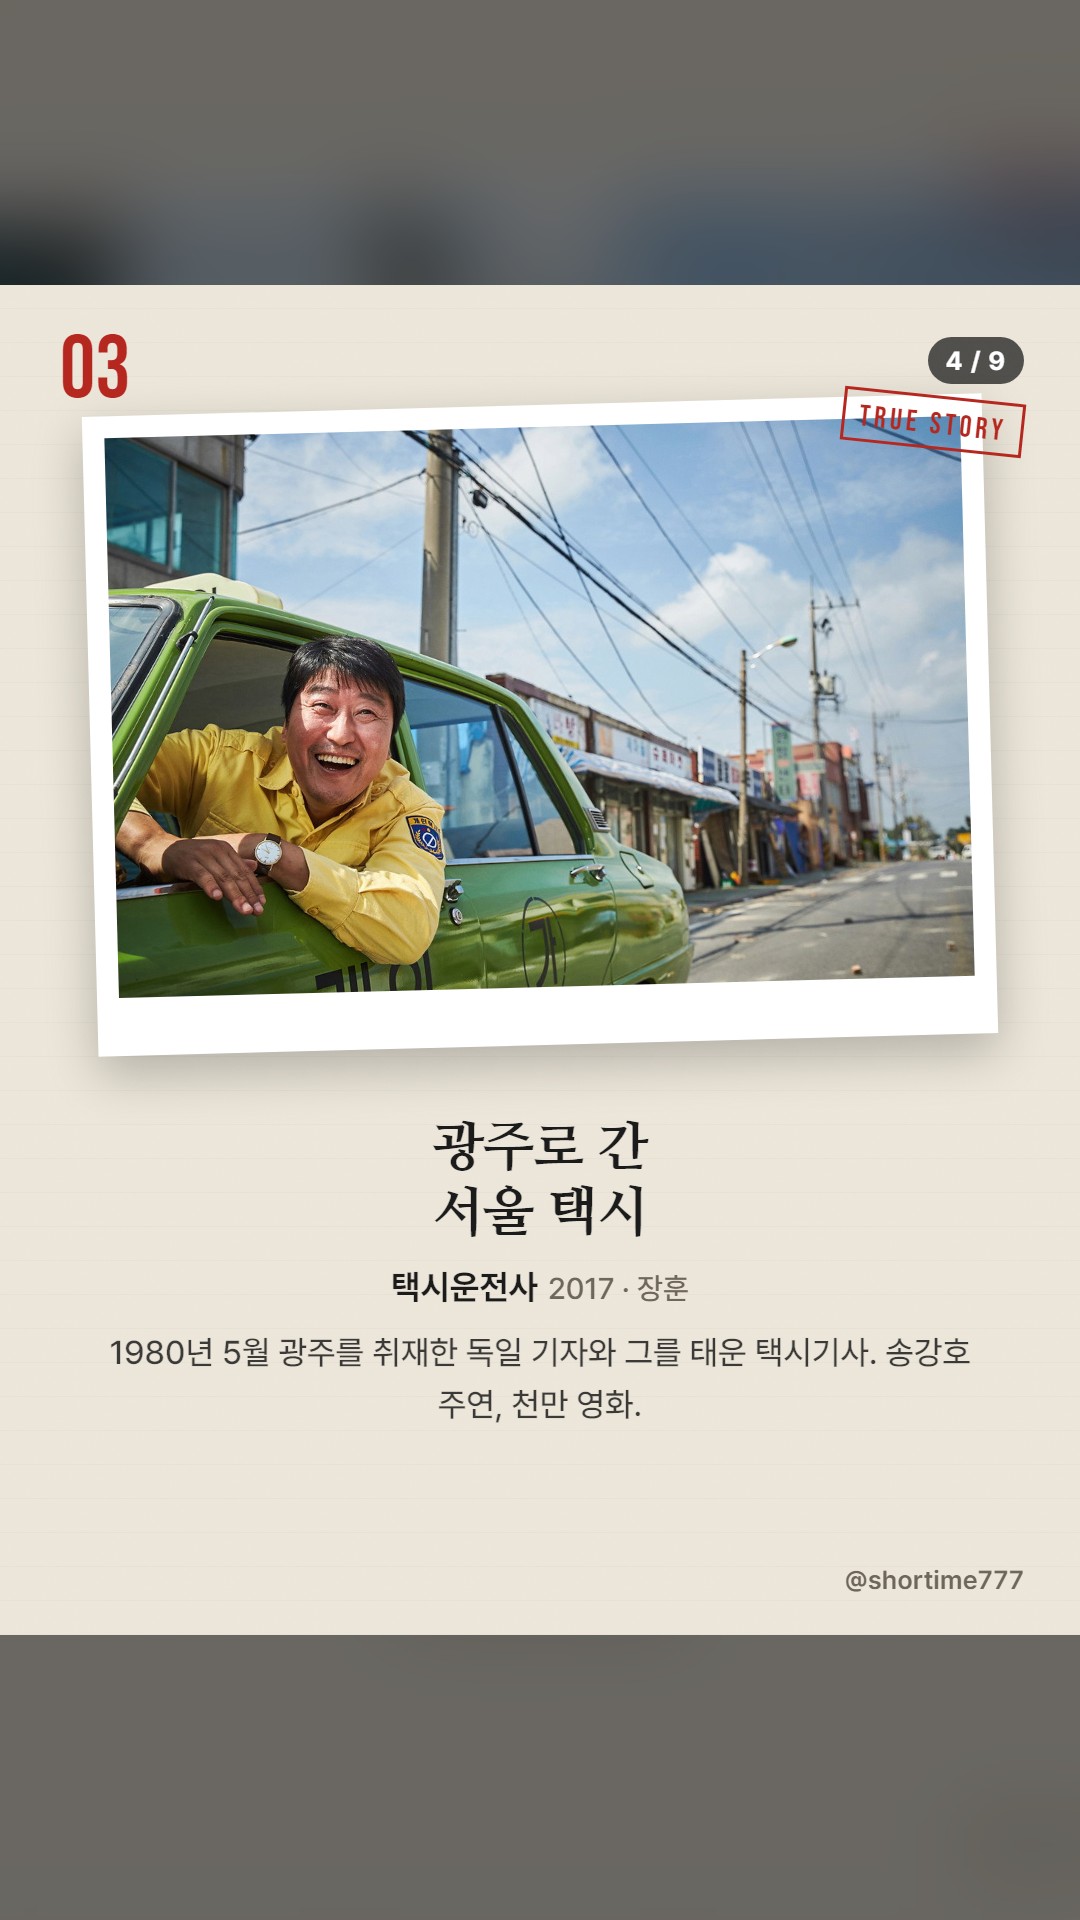 03
4 / 9
TRUE STORY
개인
개
광주로 간
서울 택시
택시운전사 2017 · 장훈
1980년 5월 광주를 취재한 독일 기자와 그를 태운 택시기사. 송강호
주연, 천만 영화.
@shortime777